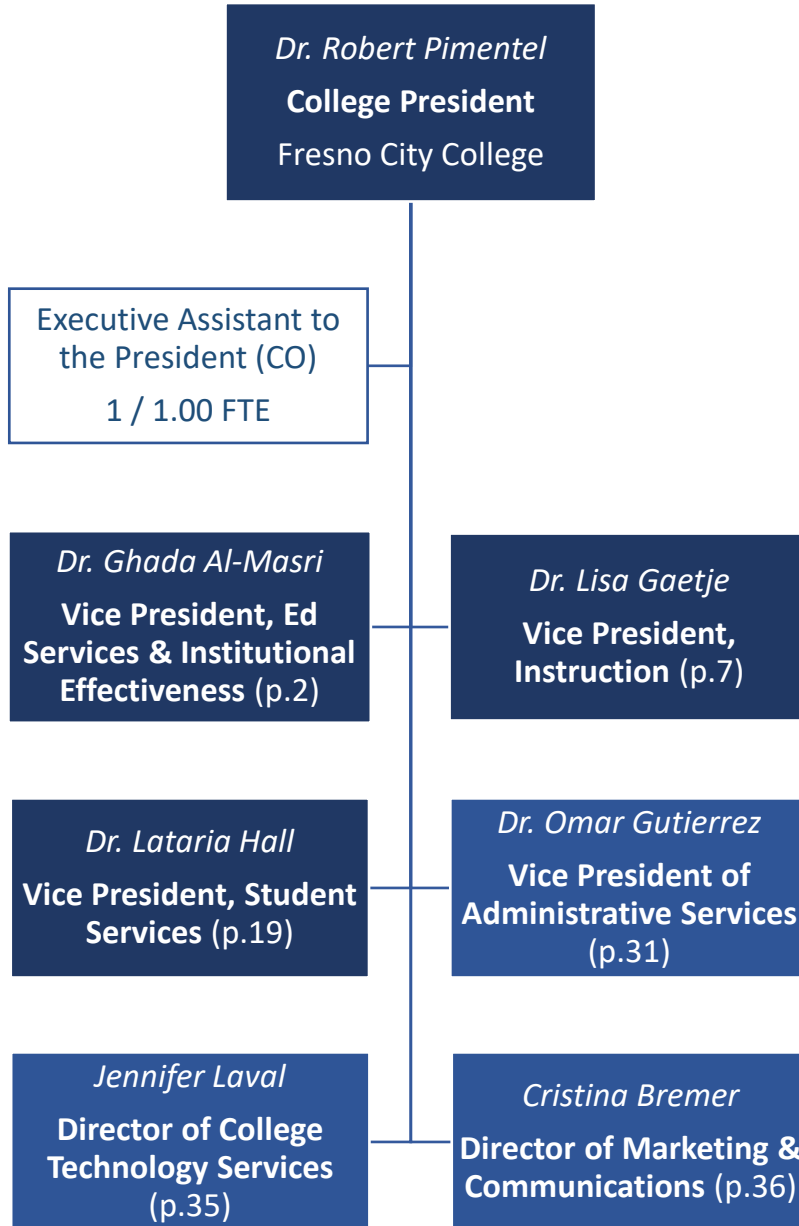 Dr. Robert Pimentel
College President
Fresno City College
Executive Assistant to
the President (CO)
1 / 1.00 FTE
Dr. Ghada Al-Masri
Vice President, Ed
Services & Institutional
Effectiveness (p.2)
Dr. Lisa Gaetje
Vice President,
Instruction (p.7)
Dr. Lataria Hall
Vice President, Student
Services (p.19)
Dr. Omar Gutierrez
Vice President of
Administrative Services
(p.31)
Jennifer Laval
Director of College
Technology Services
(p.35)
Cristina Bremer
Director of Marketing &
Communications (p.36)